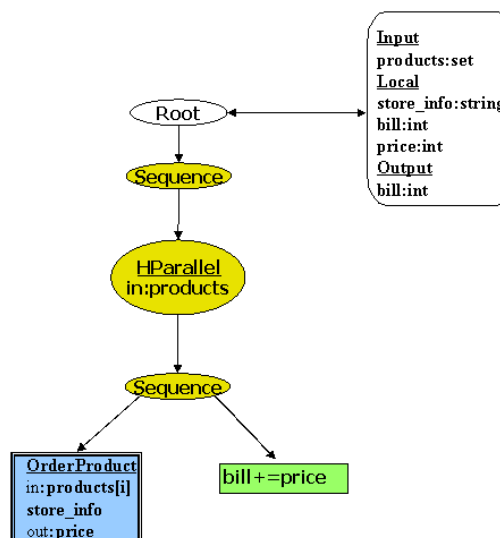 Input
products:set
Local
store_info:string
bill:int
price:int
Output
bill:int
Root
Sequence
HParallel
in:products
Sequence
OrderProduct
in:products[i]
store_info
out:price
bill+=price